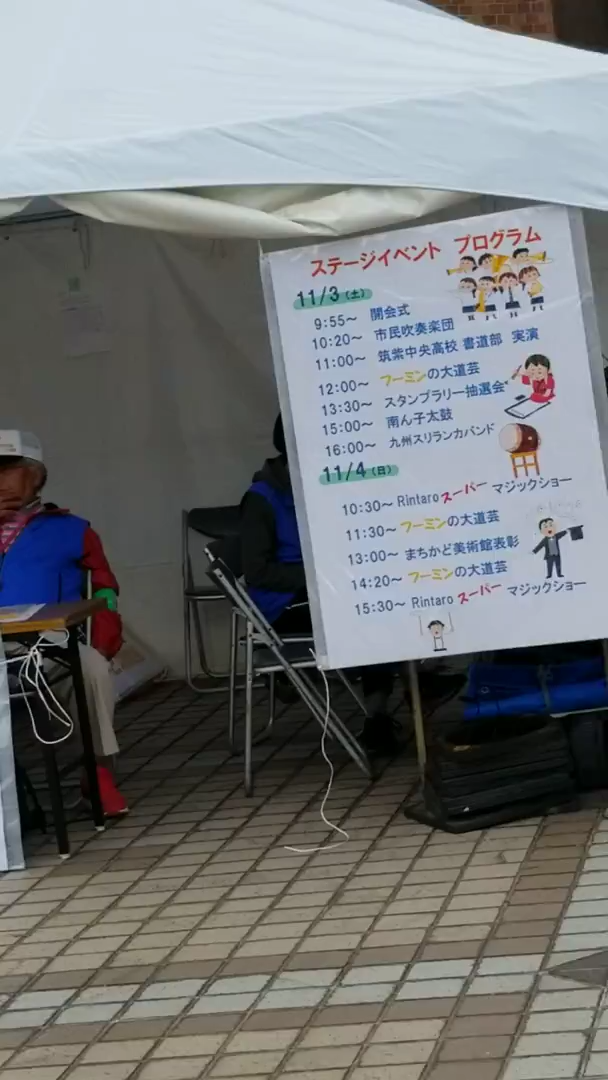 ステージイベント プログラム
11/3(土)
9:55~ 開会式
10:20~ 市民吹奏楽団
11:00~ 筑紫中央高校 書道部 実演
12:00~ フーミンの大道芸
13:30~ スタンプラリー抽選会
15:00~ 南ん子太鼓
16:00~ 九州スリランカバンド
11/4(日)
10:30~ Rintaro スーパー マジックショー
11:30~ フーミンの大道芸
13:00~ まちかど美術館表彰
14:20~ フーミンの大道芸
15:30~ Rintaro スーパー マジックショー